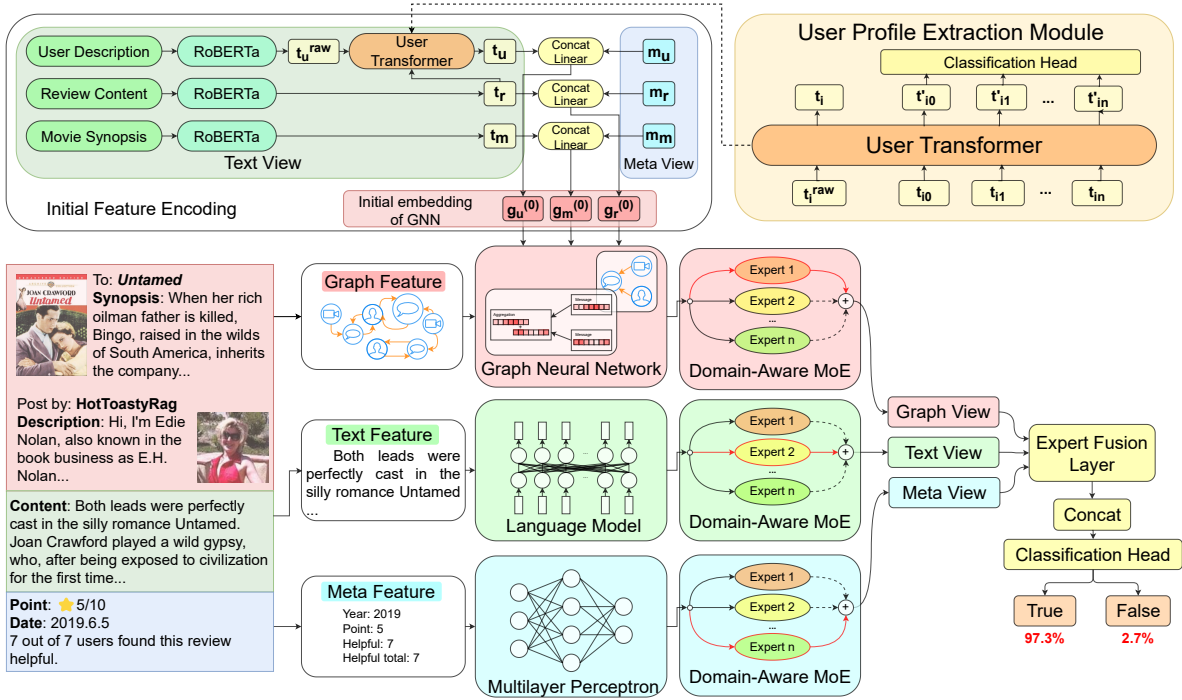 User Description
RoBERTa
t_u^raw
User
Transformer
t_u
Concat
Linear
m_u
Review Content
RoBERTa
t_r
Concat
Linear
m_r
Movie Synopsis
RoBERTa
t_m
Concat
Linear
m_m
Text View
Meta View
Initial Feature Encoding
Initial embedding
of GNN
g_u^(0)
g_m^(0)
g_r^(0)
User Profile Extraction Module
Classification Head
t_i
t'_i0
t'_i1
...
t'_in
User Transformer
t_i^raw
t_i0
t_i1
...
t_in
JOAN CRAWFORD
Untamed
To: Untamed
Synopsis: When her rich
oilman father is killed,
Bingo, raised in the wilds
of South America, inherits
the company...
Post by: HotToastyRag
Description: Hi, I'm Edie
Nolan, also known in the
book business as E.H.
Nolan...
Content: Both leads were perfectly
cast in the silly romance Untamed.
Joan Crawford played a wild gypsy,
who, after being exposed to civilization
for the first time...
Point: 5/10
Date: 2019.6.5
7 out of 7 users found this review
helpful.
Graph Feature
Aggregation
Message
Message
Graph Neural Network
Expert 1
Expert 2
...
Expert n
Domain-Aware MoE
Text Feature
Both leads were
perfectly cast in the
silly romance Untamed
...
Language Model
Expert 1
Expert 2
...
Expert n
Domain-Aware MoE
Meta Feature
Year: 2019
Point: 5
Helpful: 7
Helpful total: 7
Multilayer Perceptron
Expert 1
Expert 2
...
Expert n
Domain-Aware MoE
Graph View
Text View
Meta View
Expert Fusion
Layer
Concat
Classification Head
True
False
97.3%
2.7%